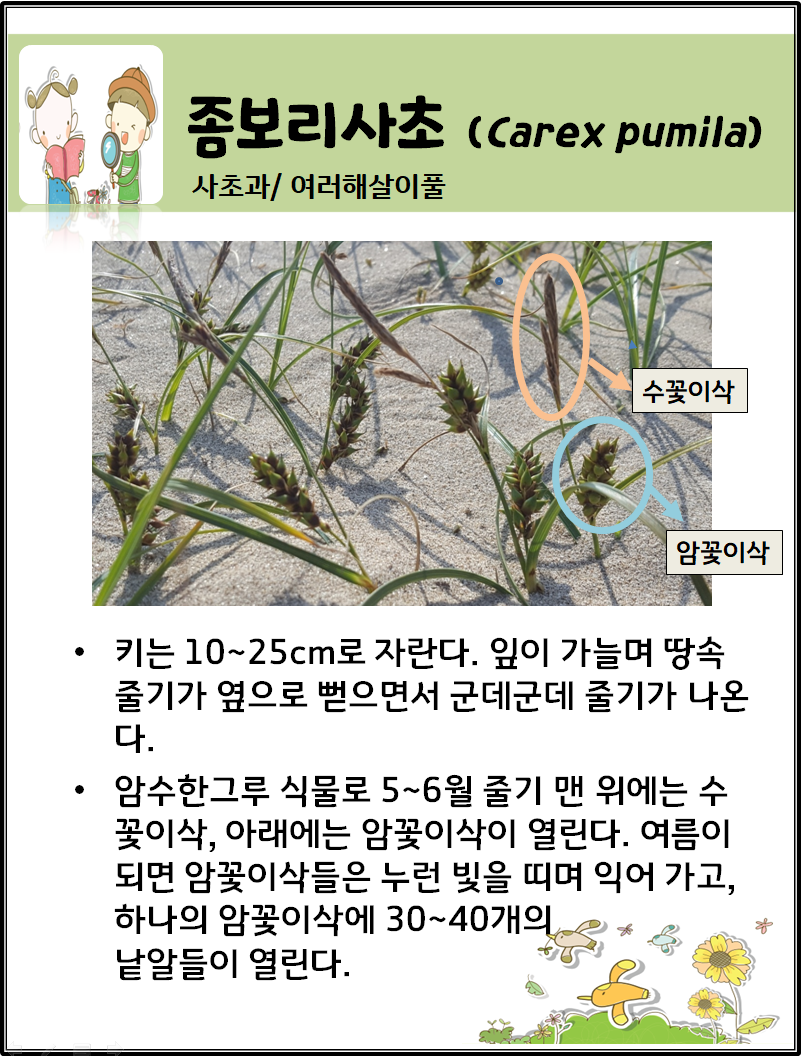 좀보리사초 (Carex pumila)
사초과/ 여러해살이풀
수꽃이삭
암꽃이삭
• 키는 10~25cm로 자란다. 잎이 가늘며 땅속
줄기가 옆으로 뻗으면서 군데군데 줄기가 나온
다.
• 암수한그루 식물로 5~6월 줄기 맨 위에는 수
꽃이삭, 아래에는 암꽃이삭이 열린다. 여름이
되면 암꽃이삭들은 누런 빛을 띠며 익어 가고,
하나의 암꽃이삭에 30~40개의
낱알들이 열린다.